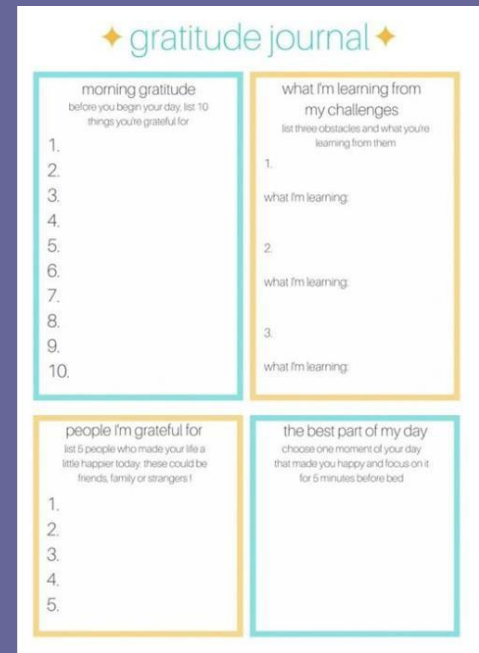 gratitude journal
morning gratitude
before you begin your day, list 10
things you're grateful for
1.
2.
3.
4.
5.
6.
7.
8.
9.
10.
what I'm learning from
my challenges
list three obstacles and what you're
learning from them
1.
what I'm learning:
2.
what I'm learning:
3.
what I'm learning:
people I'm grateful for
list 5 people who made your life a
little happier today. these could be
friends, family or strangers !
1.
2.
3.
4.
5.
the best part of my day
choose one moment of your day
that made you happy and focus on it
for 5 minutes before bed